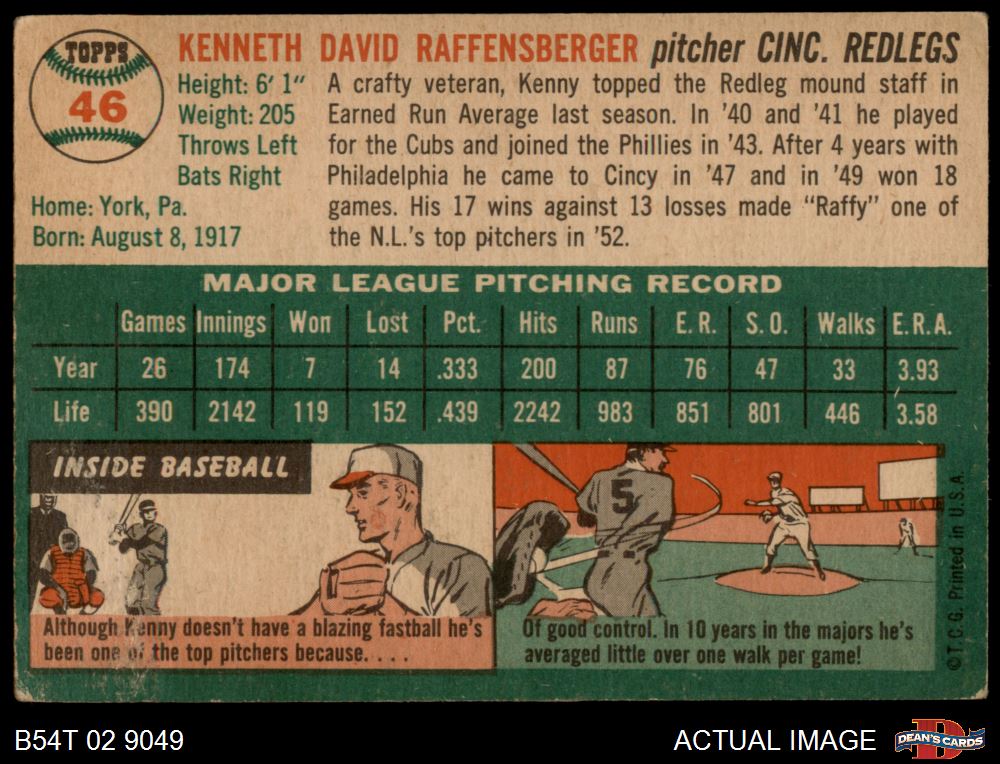 TOPPS
46
KENNETH DAVID RAFFENSBERGER pitcher CINC. REDLEGS
Height: 6' 1"
Weight: 205
Throws Left
Bats Right
Home: York, Pa.
Born: August 8, 1917
A crafty veteran, Kenny topped the Redleg mound staff in
Earned Run Average last season. In '40 and '41 he played
for the Cubs and joined the Phillies in '43. After 4 years with
Philadelphia he came to Cincy in '47 and in '49 won 18
games. His 17 wins against 13 losses made "Raffy" one of
the N.L.'s top pitchers in '52.
MAJOR LEAGUE PITCHING RECORD
Games Innings Won Lost Pct. Hits Runs E.R. S.O. Walks E.R.A.
Year 26 174 7 14 .333 200 87 76 47 33 3.93
Life 390 2142 119 152 .439 2242 983 851 801 446 3.58
INSIDE BASEBALL
5
Although Kenny doesn't have a blazing fastball he's
been one of the top pitchers because. . . .
Of good control. In 10 years in the majors he's
averaged little over one walk per game!
©T.C.G. Printed in U.S.A.
B54T 02 9049
ACTUAL IMAGE
D
DEAN'S CARDS